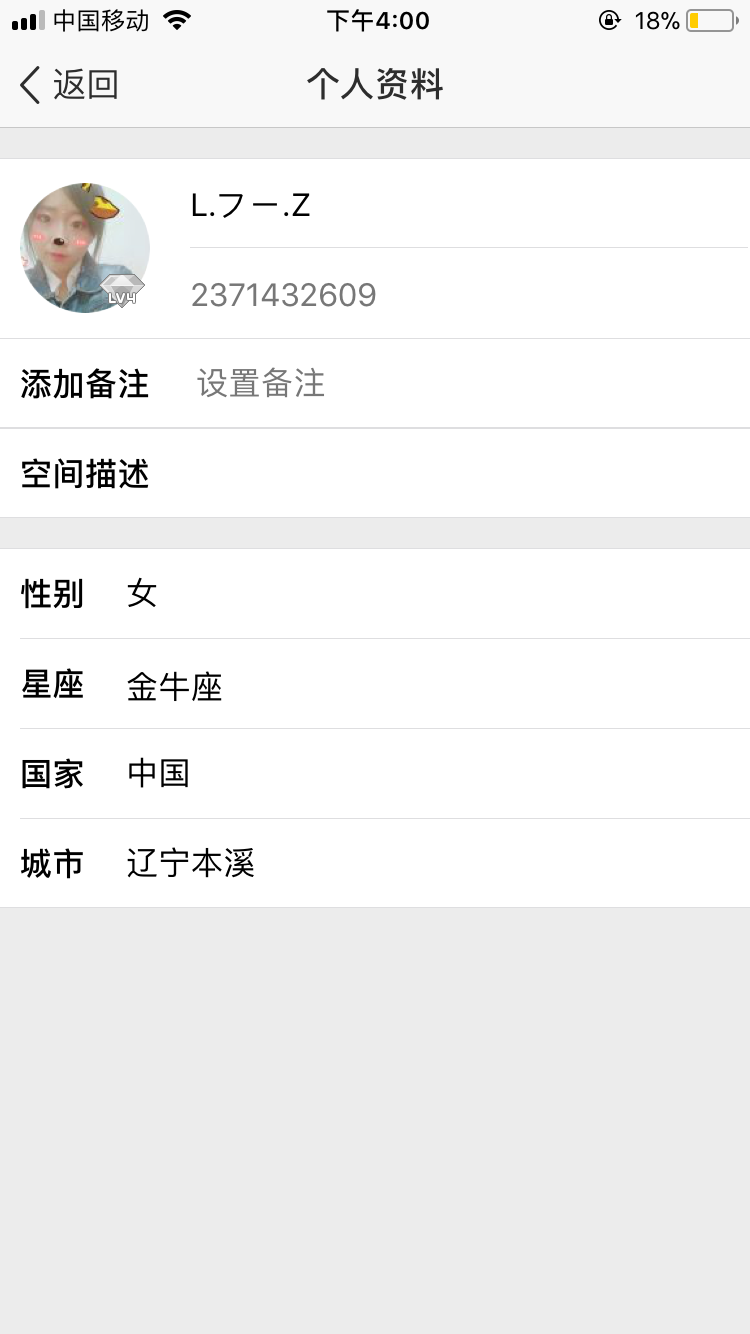 中国移动 下午4:00 18%
返回 个人资料
L.フー.Z
LV4
2371432609
添加备注 设置备注
空间描述
性别 女
星座 金牛座
国家 中国
城市 辽宁本溪